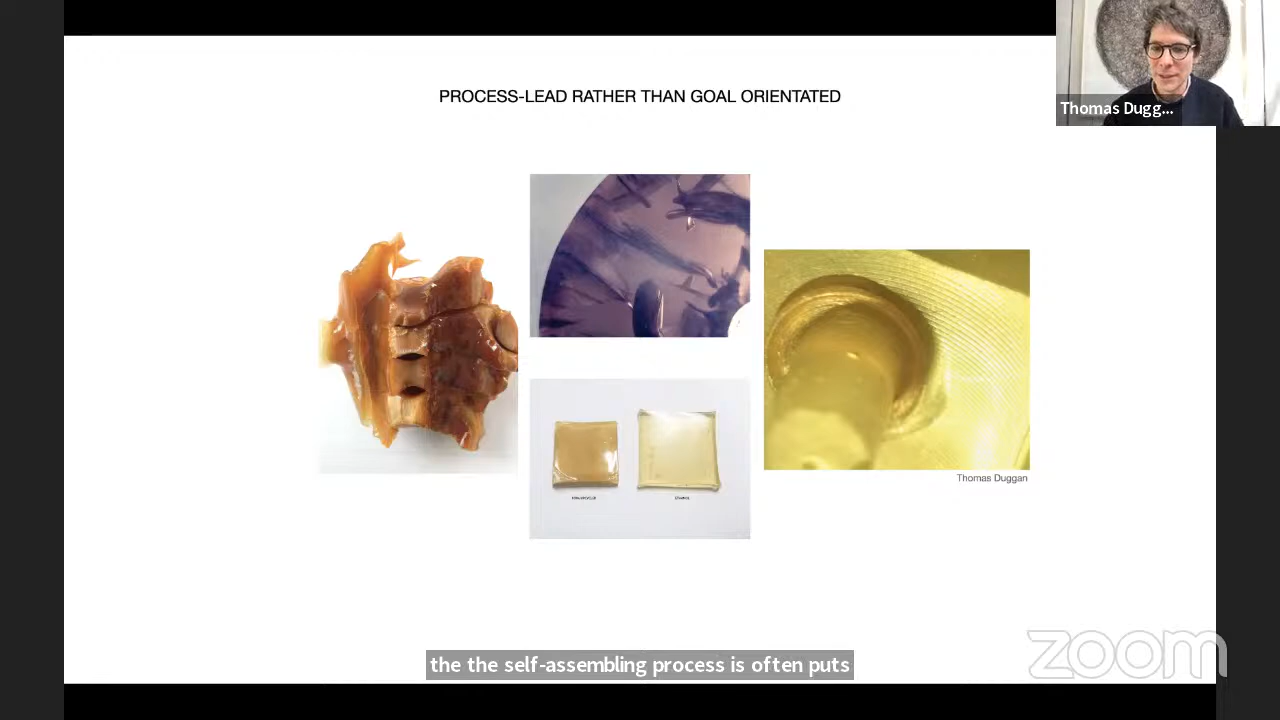 PROCESS-LEAD RATHER THAN GOAL ORIENTATED
Thomas Dugg...
Thomas Duggan
the the self-assembling process is often puts
zoom